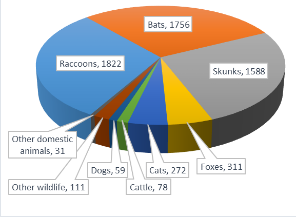 Bats, 1756
Raccoons, 1822
Skunks, 1588
Other domestic
animals, 31
Other wildlife, 111
Dogs, 59
Cattle, 78
Cats, 272
Foxes, 311